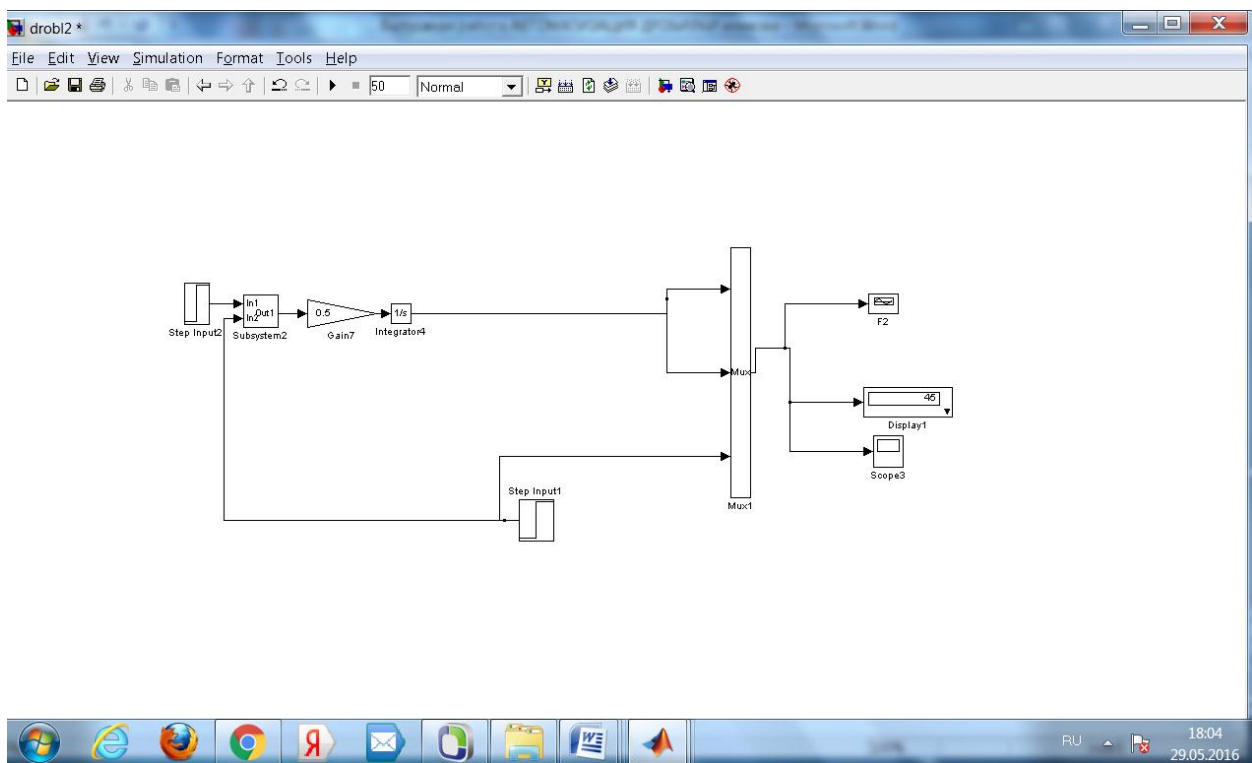 drobl2 *
File Edit View Simulation Format Tools Help
50 Normal
Step Input2
In1
In2
Out1
Subsystem2
0.5
Gain7
1/s
Integrator4
Step Input1
Mux
Mux1
F2
45
Display1
Scope3
RU
18:04
29.05.2016